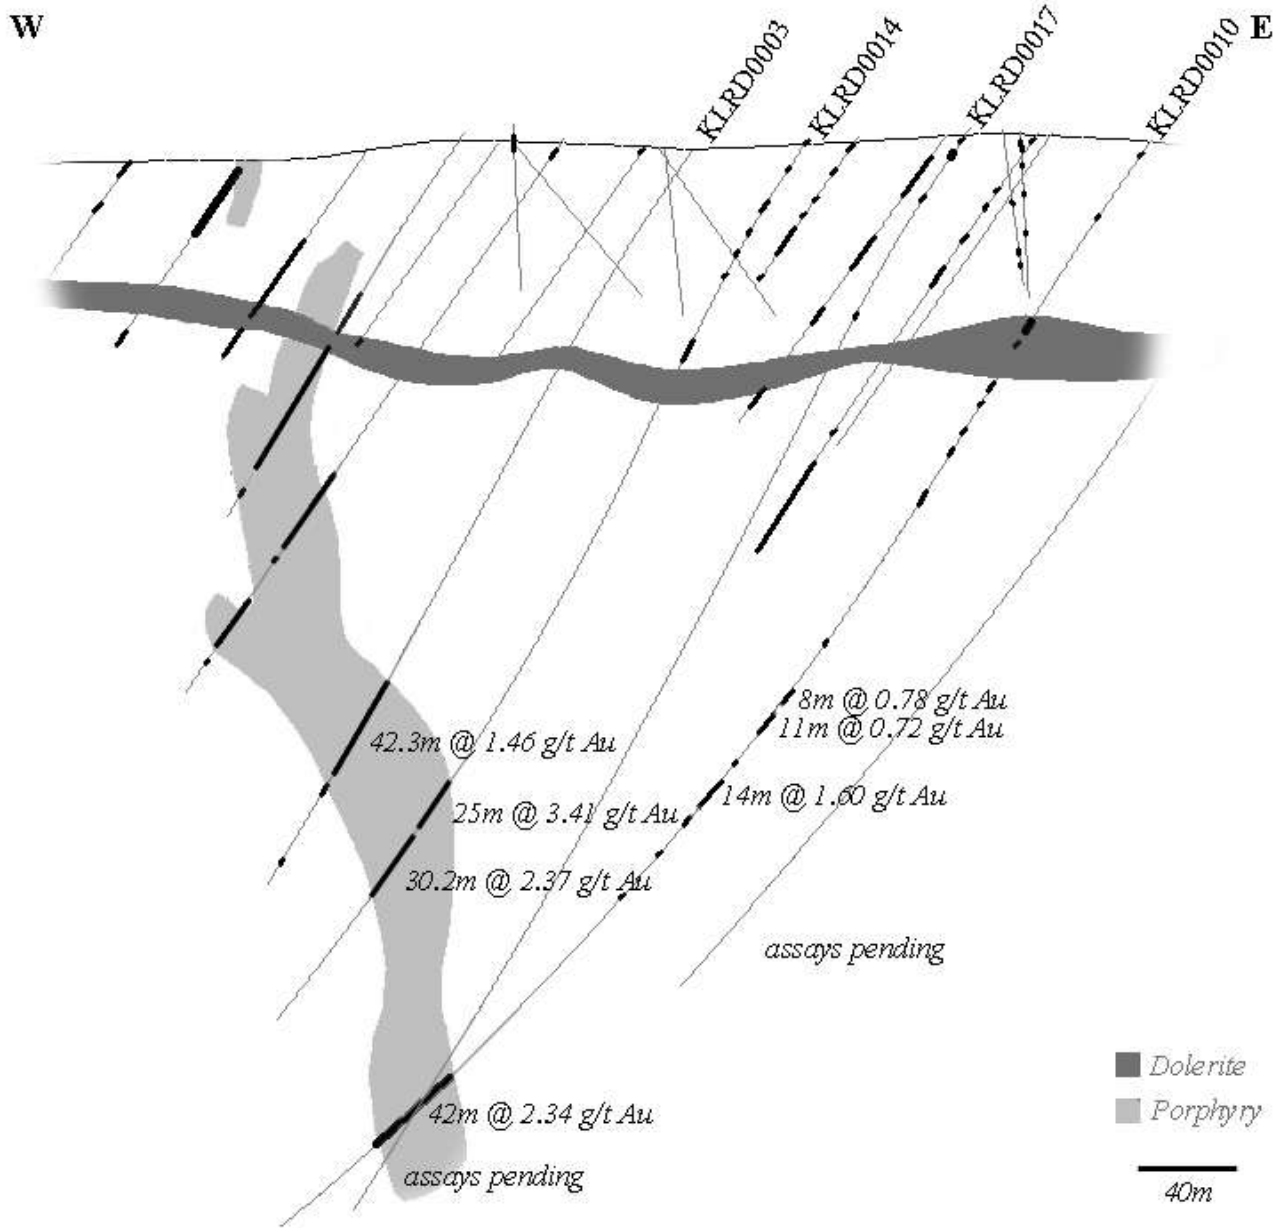 W
E
KLRD0003
KLRD0014
KLRD0017
KLRD0010
8m @ 0.78 g/t Au
11m @ 0.72 g/t Au
42.3m @ 1.46 g/t Au
14m @ 1.60 g/t Au
25m @ 3.41 g/t Au
30.2m @ 2.37 g/t Au
assays pending
Dolerite
Porphyry
42m @ 2.34 g/t Au
assays pending
40m